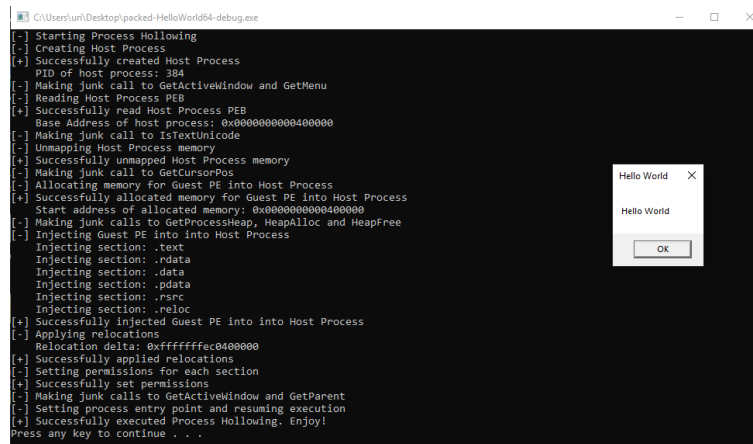 C:\Users\uri\Desktop\packed-HelloWorld64-debug.exe
[-] Starting Process Hollowing
[-] Creating Host Process
[+] Successfully created Host Process
    PID of host process: 384
[-] Making junk call to GetActiveWindow and GetMenu
[-] Reading Host Process PEB
[+] Successfully read Host Process PEB
    Base Address of host process: 0x0000000000400000
[-] Making junk call to IsTextUnicode
[-] Unmapping Host Process memory
[+] Successfully unmapped Host Process memory
[-] Making junk call to GetCursorPos
[-] Allocating memory for Guest PE into Host Process
[+] Successfully allocated memory for Guest PE into Host Process
    Start address of allocated memory: 0x0000000000400000
[-] Making junk calls to GetProcessHeap, HeapAlloc and HeapFree
[-] Injecting Guest PE into into Host Process
    Injecting section: .text
    Injecting section: .rdata
    Injecting section: .data
    Injecting section: .pdata
    Injecting section: .rsrc
    Injecting section: .reloc
[+] Successfully injected Guest PE into into Host Process
[-] Applying relocations
    Relocation delta: 0xfffffffec0400000
[+] Successfully applied relocations
[-] Setting permissions for each section
[+] Successfully set permissions
[-] Making junk calls to GetActiveWindow and GetParent
[-] Setting process entry point and resuming execution
[+] Successfully executed Process Hollowing. Enjoy!
Press any key to continue . . .
Hello World
Hello World
OK